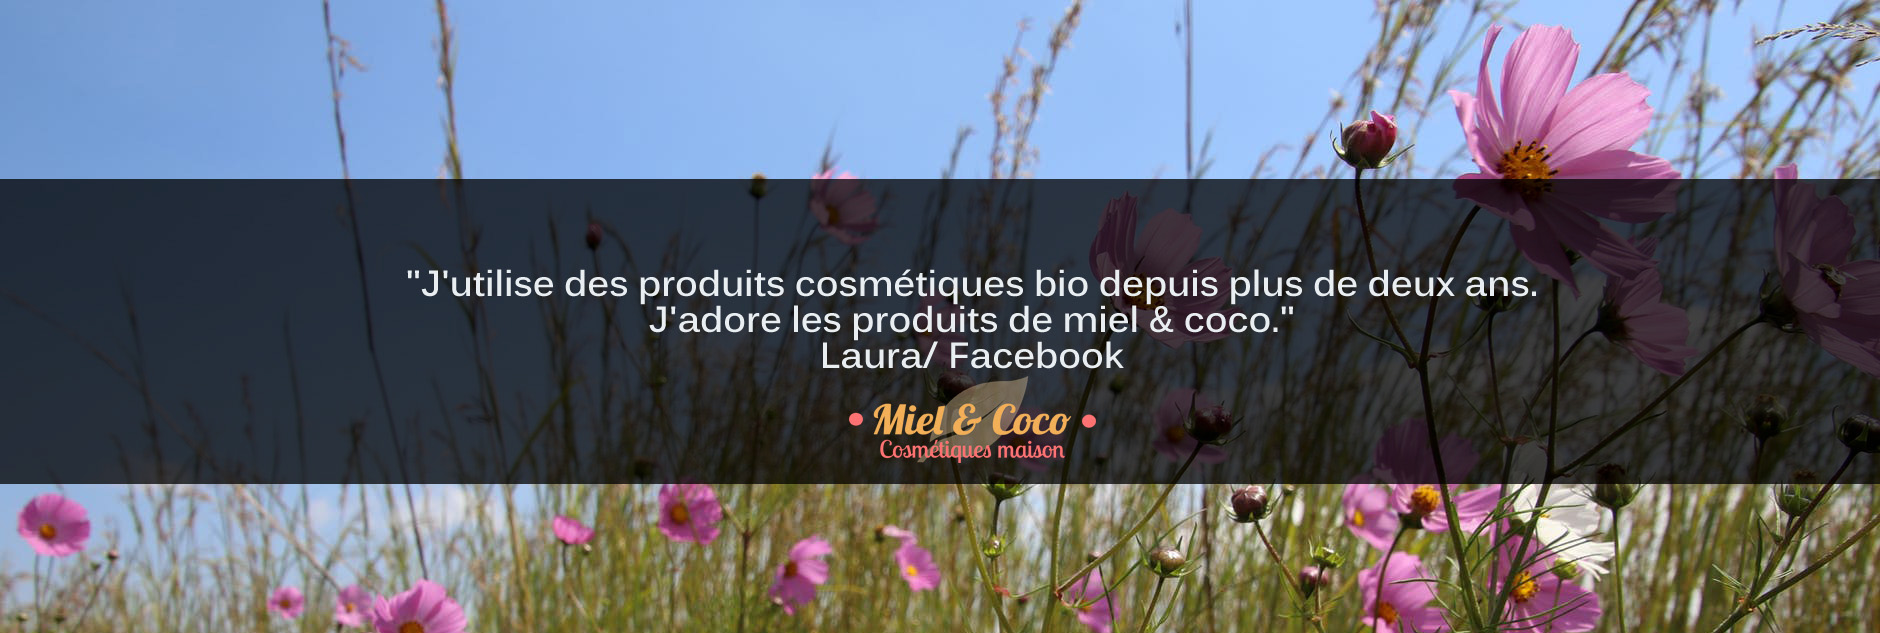 "J'utilise des produits cosmétiques bio depuis plus de deux ans.
J'adore les produits de miel & coco."
Laura/ Facebook
• Miel & Coco •
Cosmétiques maison